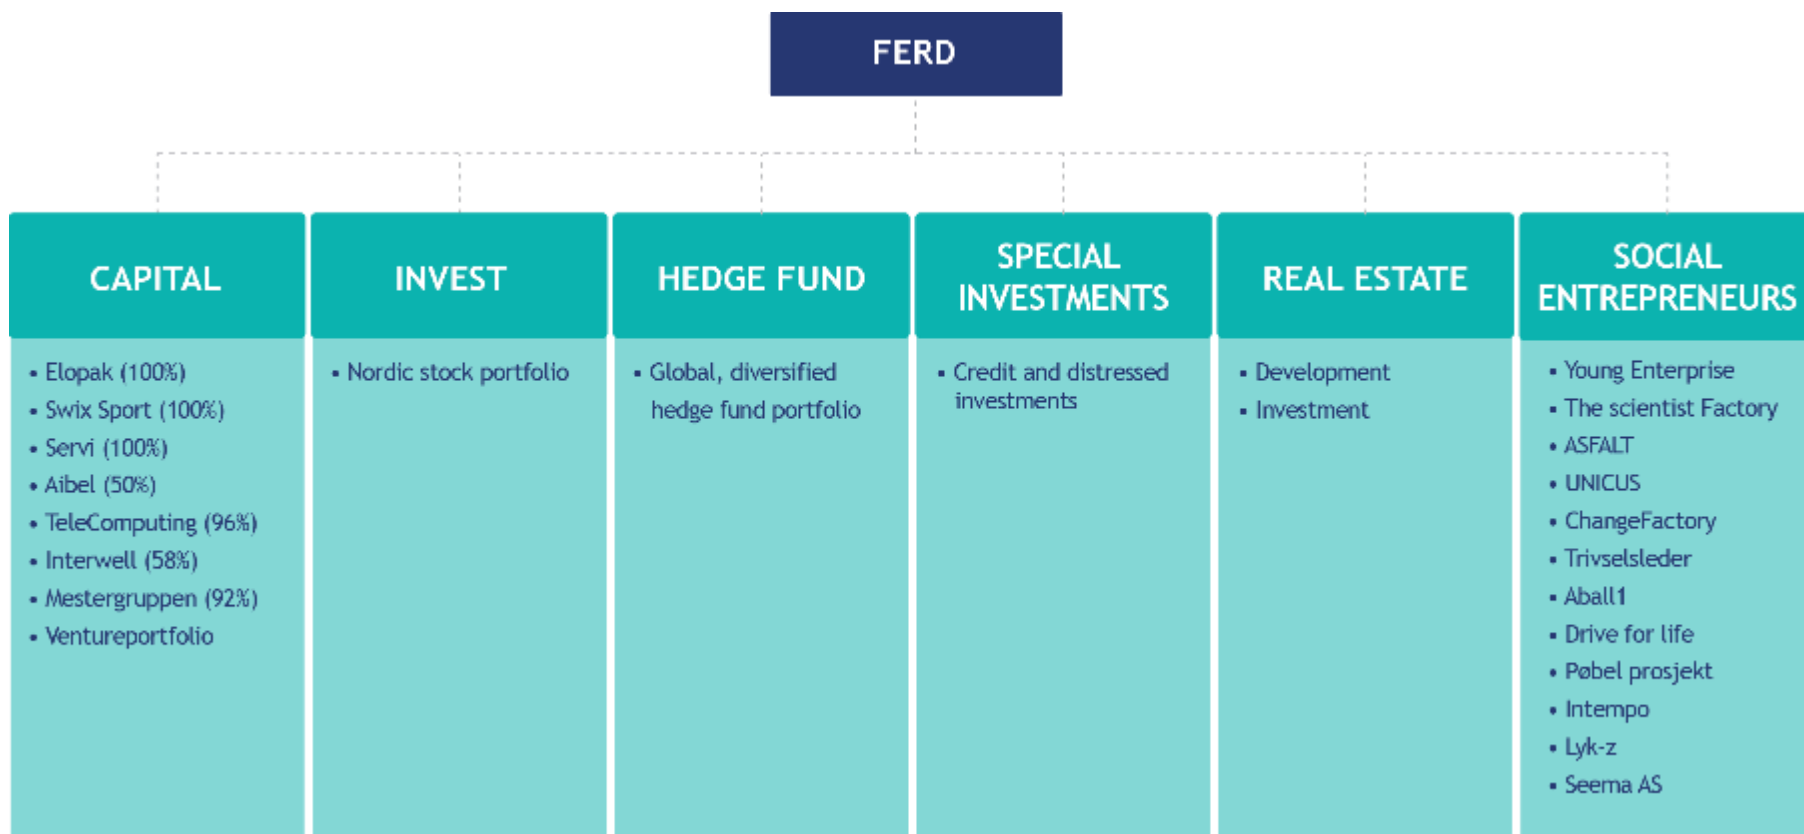 FERD
CAPITAL
▪ Elopak (100%)
▪ Swix Sport (100%)
▪ Servi (100%)
▪ Aibel (50%)
▪ TeleComputing (96%)
▪ Interwell (58%)
▪ Mestergruppen (92%)
▪ Ventureportfolio
INVEST
▪ Nordic stock portfolio
HEDGE FUND
▪ Global, diversified
hedge fund portfolio
SPECIAL
INVESTMENTS
▪ Credit and distressed
investments
REAL ESTATE
▪ Development
▪ Investment
SOCIAL
ENTREPRENEURS
▪ Young Enterprise
▪ The scientist Factory
▪ ASFALT
▪ UNICUS
▪ ChangeFactory
▪ Trivselsleder
▪ Aball1
▪ Drive for life
▪ Pøbel prosjekt
▪ Intempo
▪ Lyk-z
▪ Seema AS